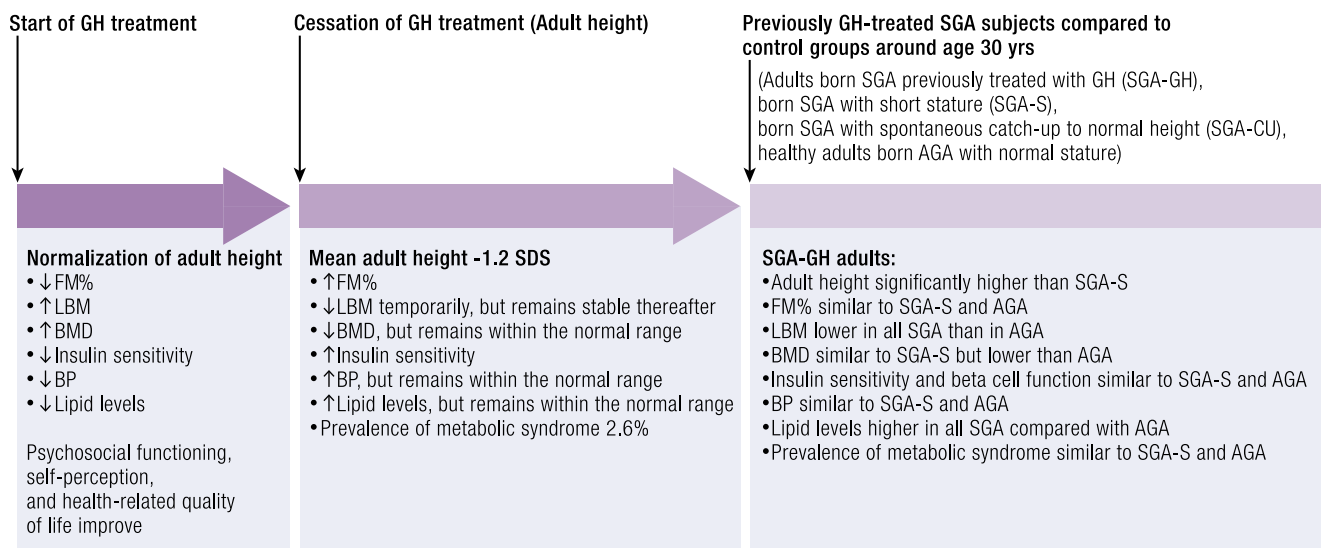 Start of GH treatment
Cessation of GH treatment (Adult height)
Previously GH-treated SGA subjects compared to
control groups around age 30 yrs
(Adults born SGA previously treated with GH (SGA-GH),
born SGA with short stature (SGA-S),
born SGA with spontaneous catch-up to normal height (SGA-CU),
healthy adults born AGA with normal stature)
Normalization of adult height
• ↓FM%
• ↑LBM
• ↑BMD
• ↓Insulin sensitivity
• ↓BP
• ↓Lipid levels
Psychosocial functioning,
self-perception,
and health-related quality
of life improve
Mean adult height -1.2 SDS
• ↑FM%
• ↓LBM temporarily, but remains stable thereafter
• ↓BMD, but remains within the normal range
• ↑Insulin sensitivity
• ↑BP, but remains within the normal range
• ↑Lipid levels, but remains within the normal range
• Prevalence of metabolic syndrome 2.6%
SGA-GH adults:
•Adult height significantly higher than SGA-S
•FM% similar to SGA-S and AGA
•LBM lower in all SGA than in AGA
•BMD similar to SGA-S but lower than AGA
•Insulin sensitivity and beta cell function similar to SGA-S and AGA
•BP similar to SGA-S and AGA
•Lipid levels higher in all SGA compared with AGA
•Prevalence of metabolic syndrome similar to SGA-S and AGA